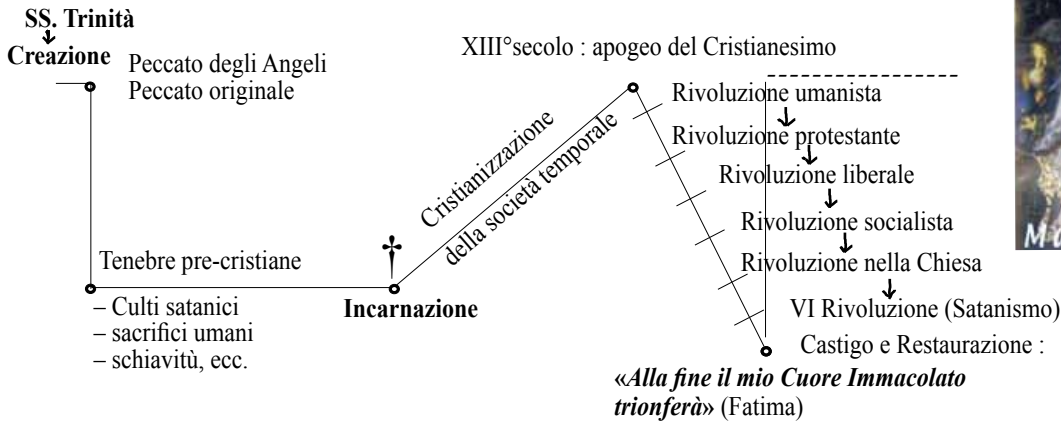 SS. Trinità
Creazione
Peccato degli Angeli
Peccato originale
Tenebre pre-cristiane
– Culti satanici
– sacrifici umani
– schiavitù, ecc.
Incarnazione
Cristianizzazione
della società temporale
XIII°secolo : apogeo del Cristianesimo
Rivoluzione umanista
Rivoluzione protestante
Rivoluzione liberale
Rivoluzione socialista
Rivoluzione nella Chiesa
VI Rivoluzione (Satanismo)
Castigo e Restaurazione :
«Alla fine il mio Cuore Immacolato
trionferà» (Fatima)